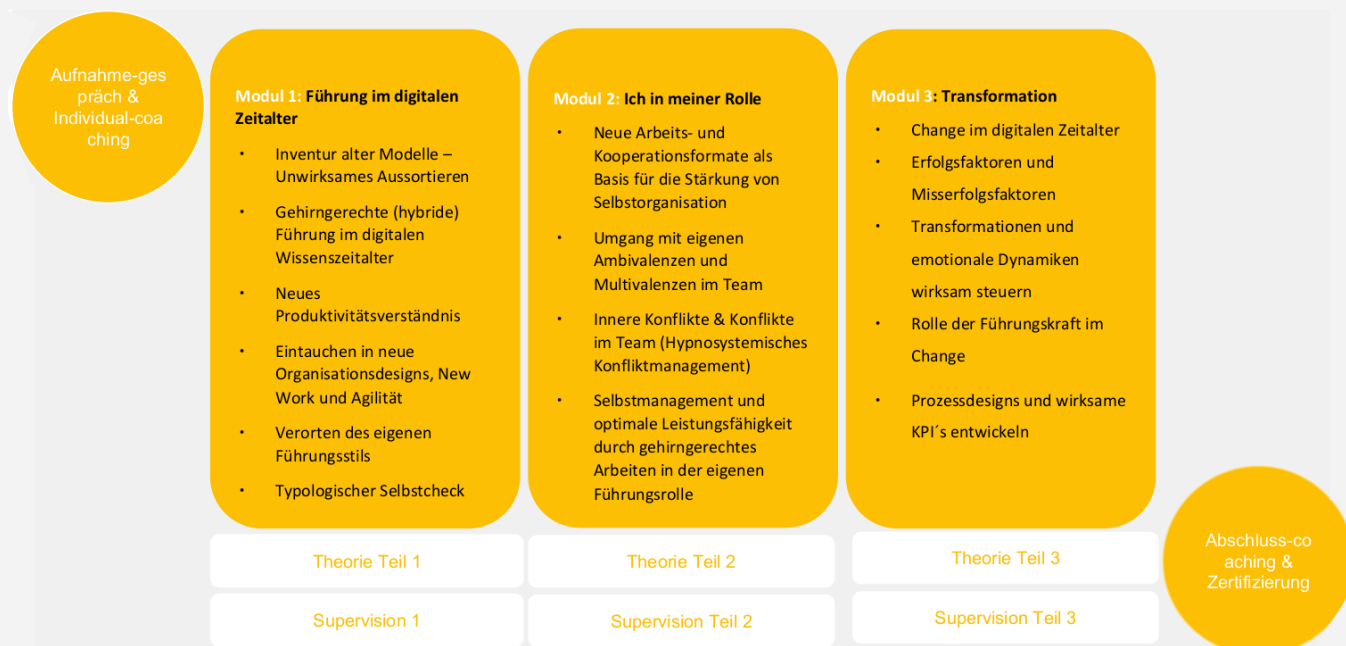 Aufnahme-ges
präch &
Individual-coa
ching
Modul 1: Führung im digitalen
Zeitalter
• Inventur alter Modelle –
Unwirksames Aussortieren
• Gehirngerechte (hybride)
Führung im digitalen
Wissenszeitalter
• Neues
Produktivitätsverständnis
• Eintauchen in neue
Organisationsdesigns, New
Work und Agilität
• Verorten des eigenen
Führungsstils
• Typologischer Selbstcheck
Theorie Teil 1
Supervision 1
Modul 2: Ich in meiner Rolle
• Neue Arbeits- und
Kooperationsformate als
Basis für die Stärkung von
Selbstorganisation
• Umgang mit eigenen
Ambivalenzen und
Multivalenzen im Team
• Innere Konflikte & Konflikte
im Team (Hypnosystemisches
Konfliktmanagement)
• Selbstmanagement und
optimale Leistungsfähigkeit
durch gehirngerechtes
Arbeiten in der eigenen
Führungsrolle
Theorie Teil 2
Supervision Teil 2
Modul 3: Transformation
• Change im digitalen Zeitalter
• Erfolgsfaktoren und
Misserfolgsfaktoren
• Transformationen und
emotionale Dynamiken
wirksam steuern
• Rolle der Führungskraft im
Change
• Prozessdesigns und wirksame
KPI´s entwickeln
Theorie Teil 3
Supervision Teil 3
Abschluss-co
aching &
Zertifizierung